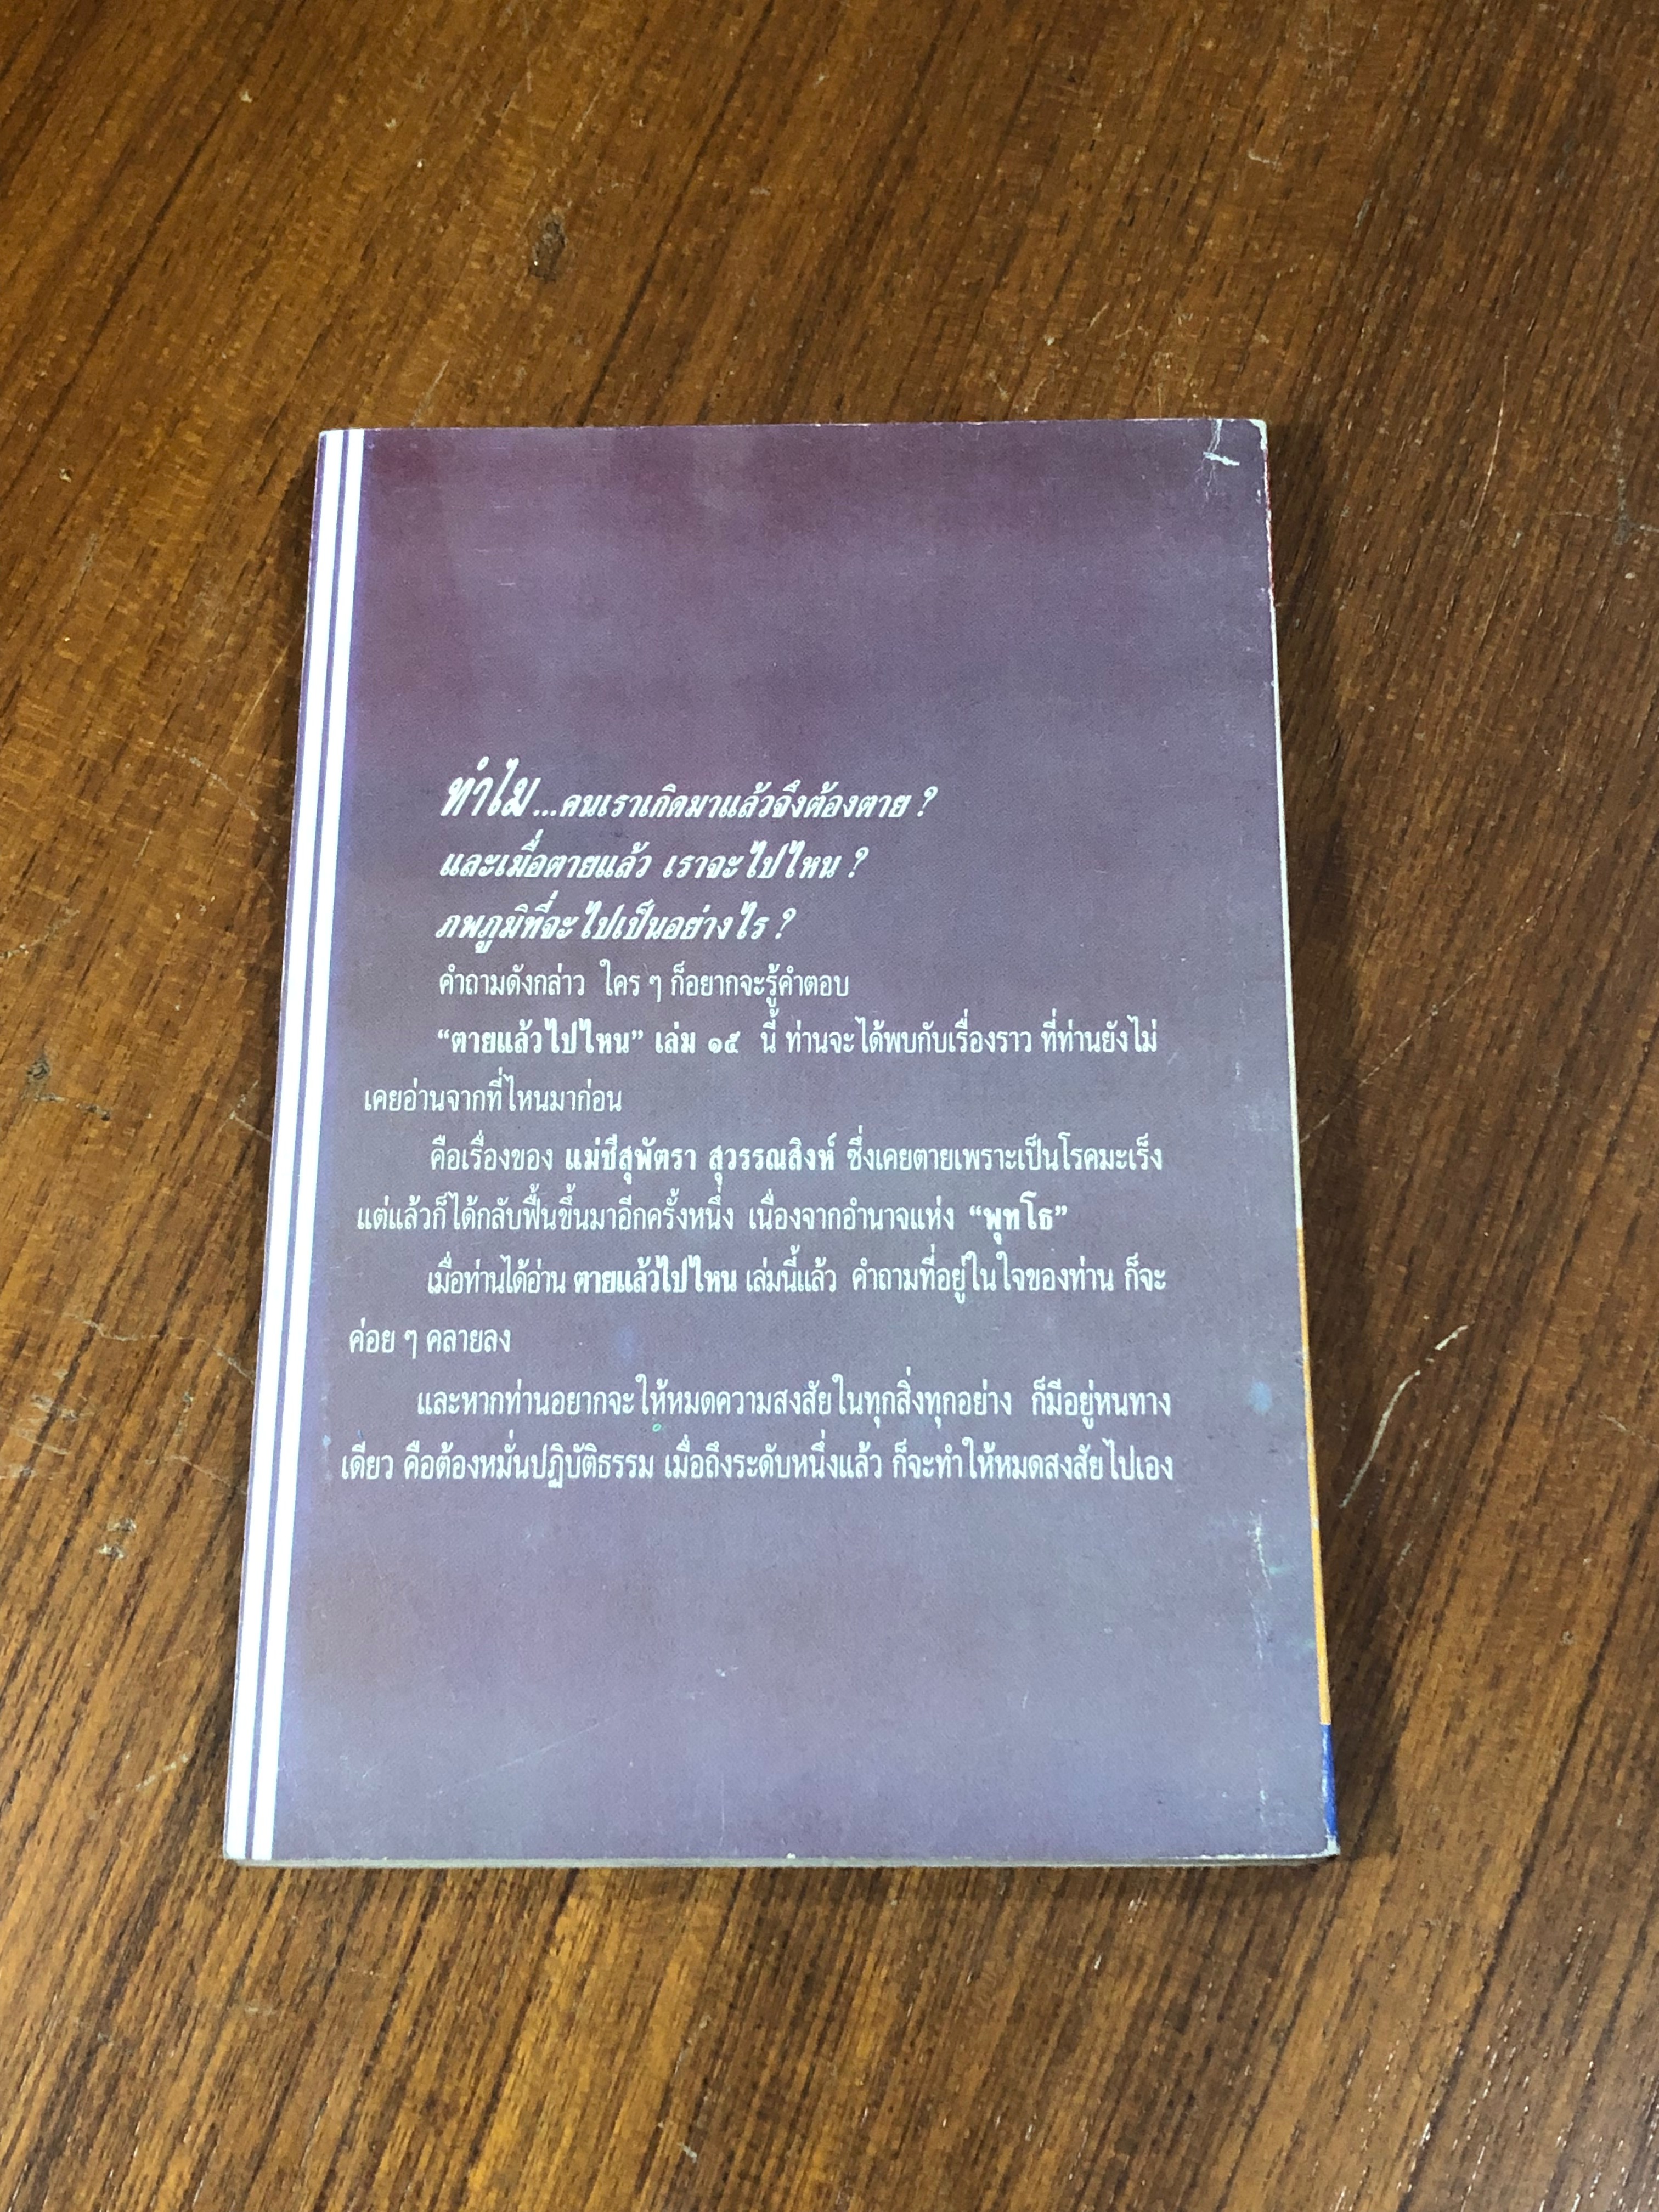 ทำไม...คนเราเกิดมาแล้วจึงต้องตาย ?
และเมื่อตายแล้ว เราจะไปไหน ?
ภพภูมิที่จะไปเป็นอย่างไร ?
คำถามดังกล่าว ใคร ๆ ก็อยากจะรู้คำตอบ
“ตายแล้วไปไหน” เล่ม ๑๕ นี้ ท่านจะได้พบกับเรื่องราว ที่ท่านยังไม่
เคยอ่านจากที่ไหนมาก่อน
คือเรื่องของ แม่ชีสุพัตรา สุวรรณสิงห์ ซึ่งเคยตายเพราะเป็นโรคมะเร็ง
แต่แล้วก็ได้กลับฟื้นขึ้นมาอีกครั้งหนึ่ง เนื่องจากอำนาจแห่ง “พุทโธ”
เมื่อท่านได้อ่าน ตายแล้วไปไหน เล่มนี้แล้ว คำถามที่อยู่ในใจของท่าน ก็จะ
ค่อย ๆ คลายลง
และหากท่านอยากจะให้หมดความสงสัยในทุกสิ่งทุกอย่าง ก็มีอยู่หนทาง
เดียว คือต้องหมั่นปฏิบัติธรรม เมื่อถึงระดับหนึ่งแล้ว ก็จะทำให้หมดสงสัยไปเอง